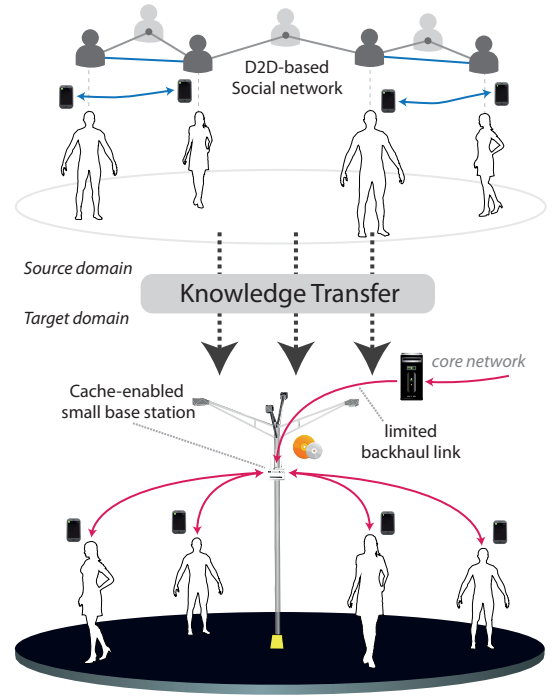 D2D-based
Social network
Source domain
Knowledge Transfer
Target domain
core network
Cache-enabled
small base station
limited
backhaul link